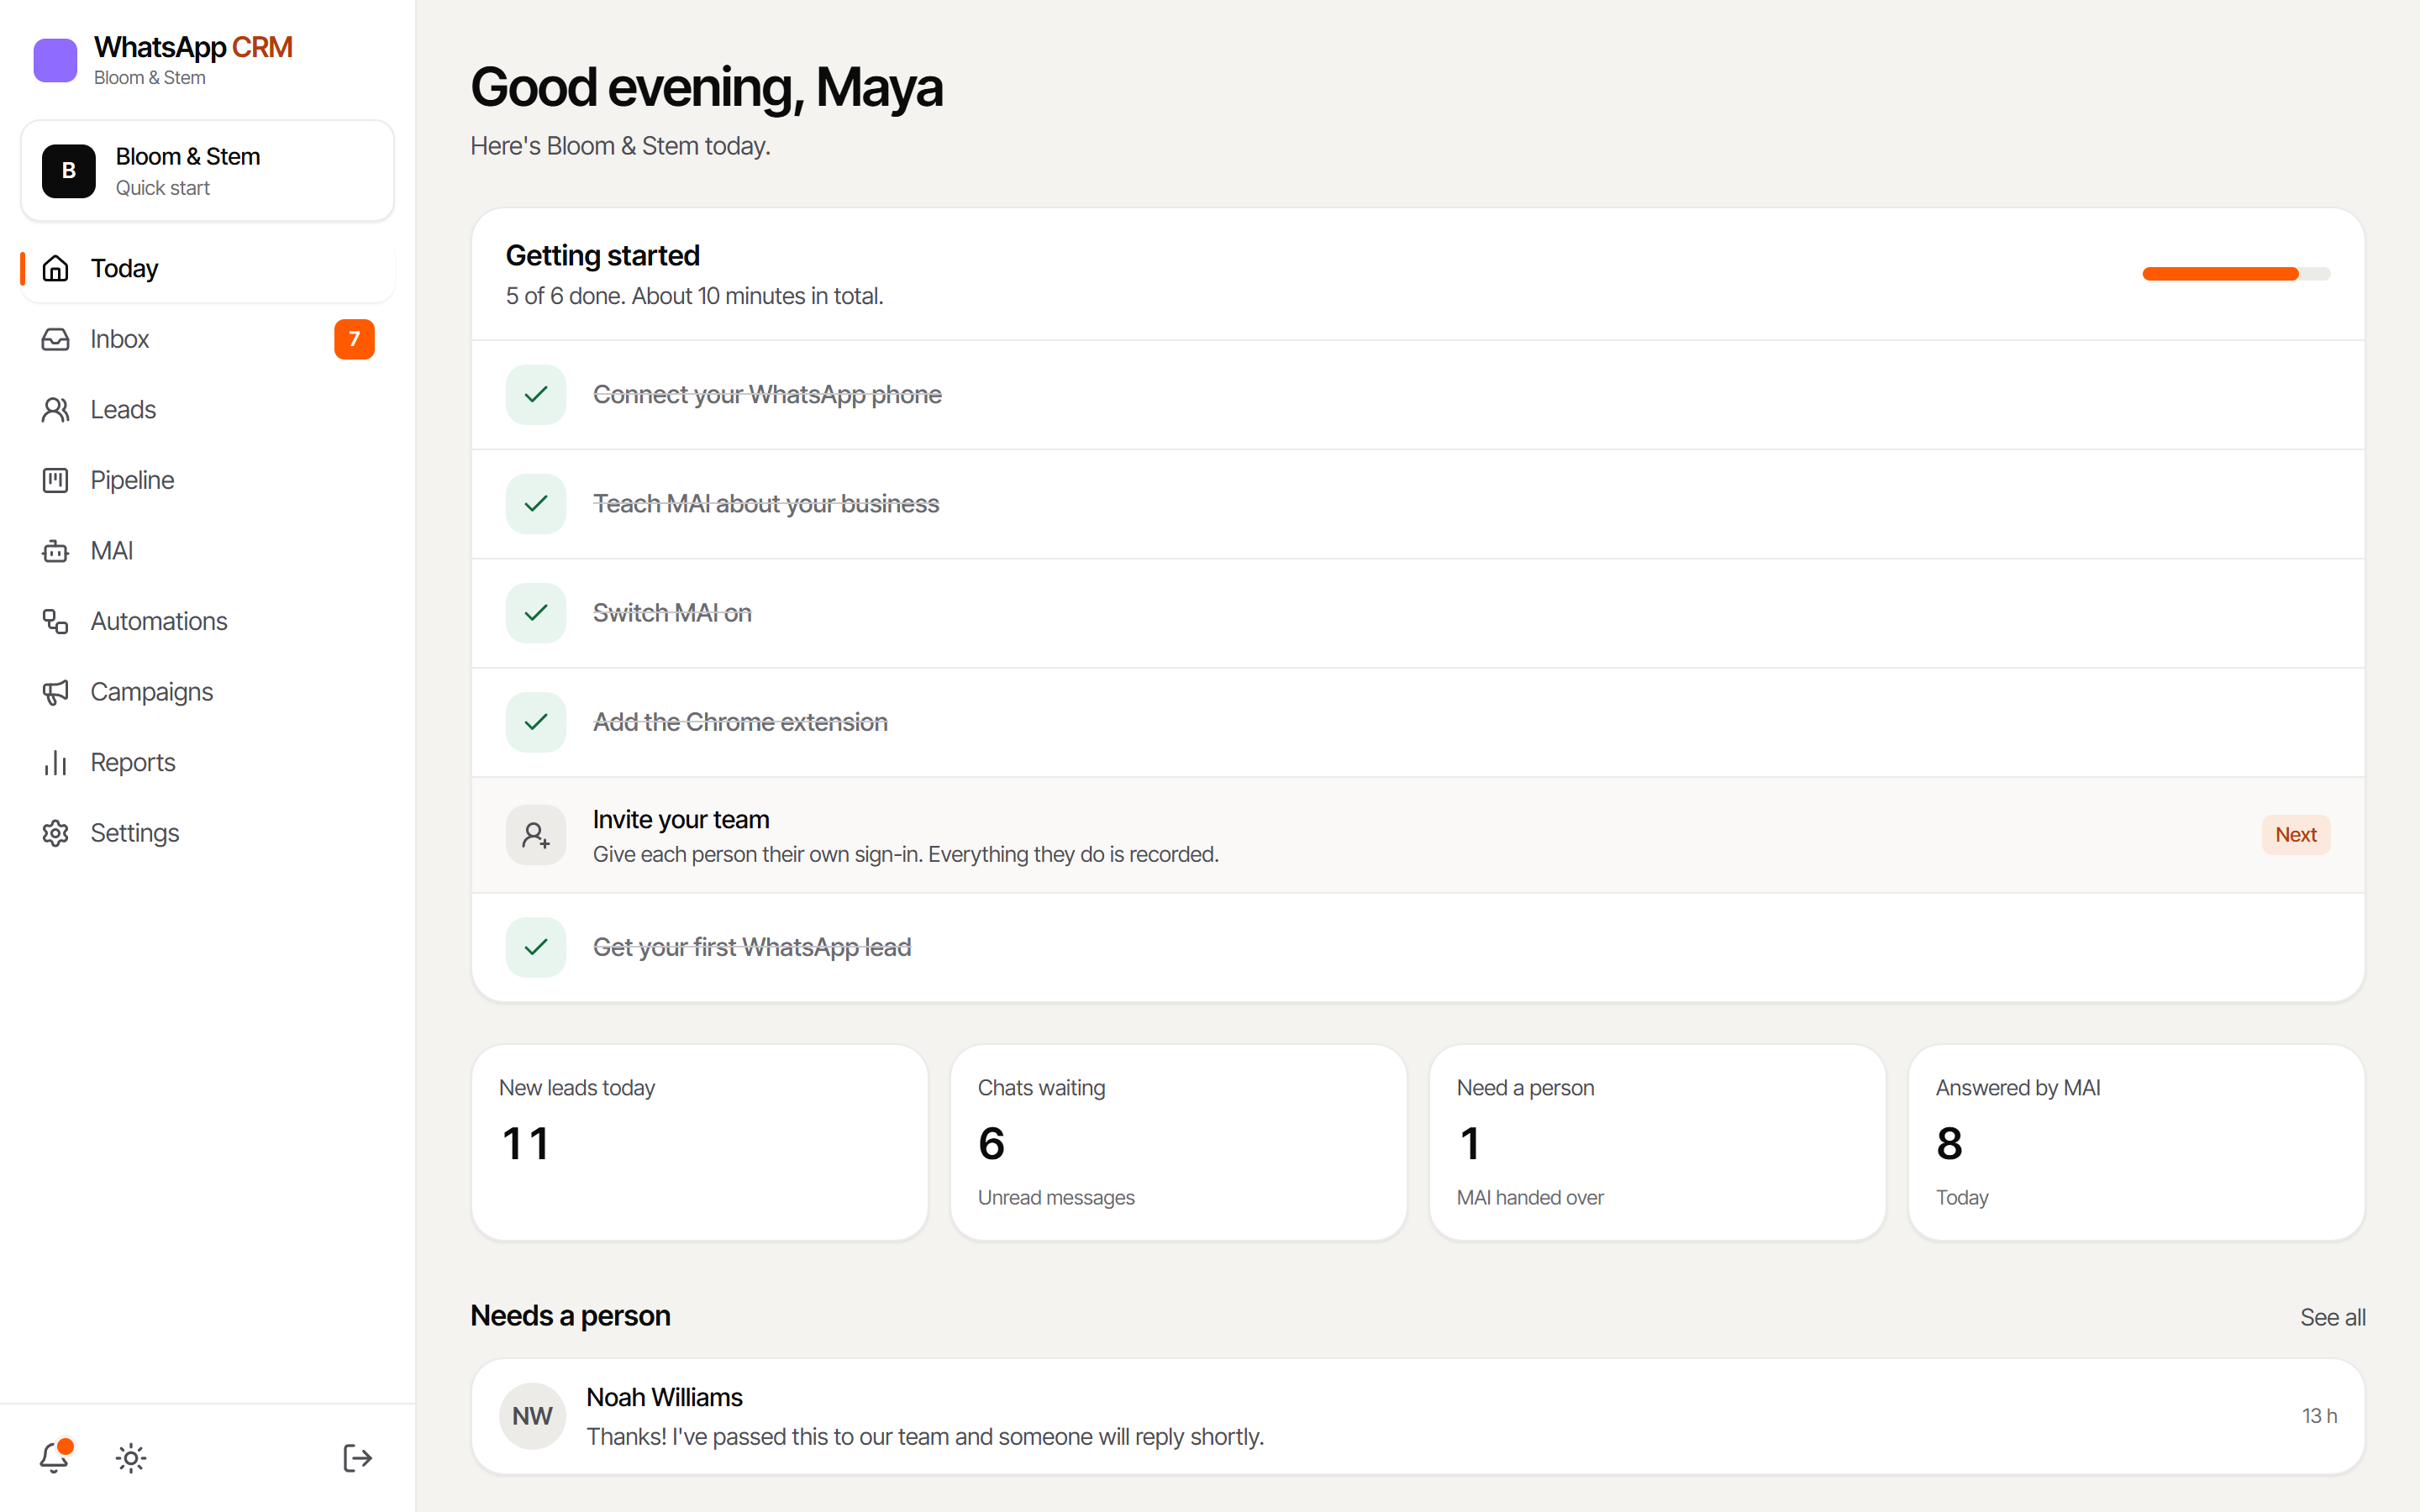 WhatsApp CRM
Bloom & Stem
B
Bloom & Stem
Quick start
Today
Inbox
7
Leads
Pipeline
MAI
Automations
Campaigns
Reports
Settings
Good evening, Maya
Here's Bloom & Stem today.
Getting started
5 of 6 done. About 10 minutes in total.
Connect your WhatsApp phone
Teach MAI about your business
Switch MAI on
Add the Chrome extension
Invite your team
Give each person their own sign-in. Everything they do is recorded.
Next
Get your first WhatsApp lead
New leads today
11
Chats waiting
6
Unread messages
Need a person
1
MAI handed over
Answered by MAI
8
Today
Needs a person
See all
NW
Noah Williams
Thanks! I've passed this to our team and someone will reply shortly.
13 h